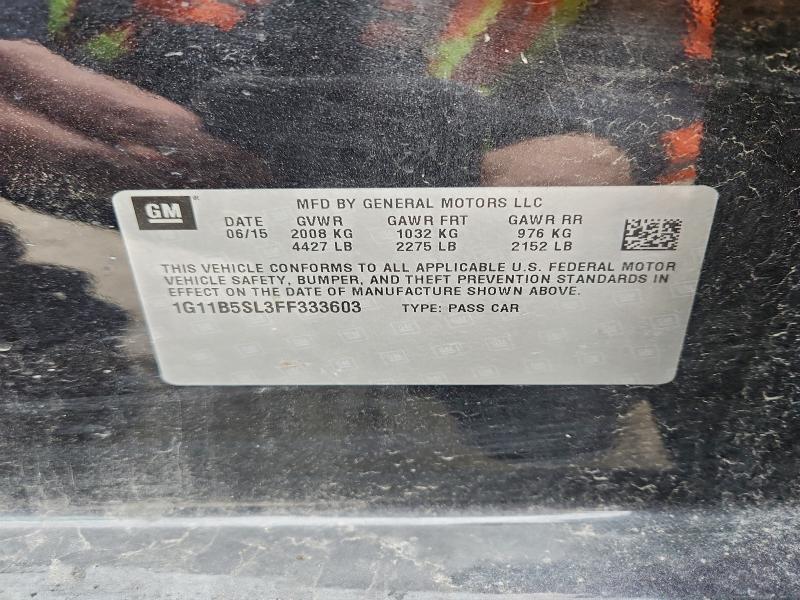 GM MFD BY GENERAL MOTORS LLC
DATE GVWR GAWR FRT GAWR RR
06/15 2008 KG 1032 KG 976 KG
4427 LB 2275 LB 2152 LB
THIS VEHICLE CONFORMS TO ALL APPLICABLE U.S. FEDERAL MOTOR
VEHICLE SAFETY, BUMPER, AND THEFT PREVENTION STANDARDS IN
EFFECT ON THE DATE OF MANUFACTURE SHOWN ABOVE.
1G11B5SL3FF333603 TYPE: PASS CAR